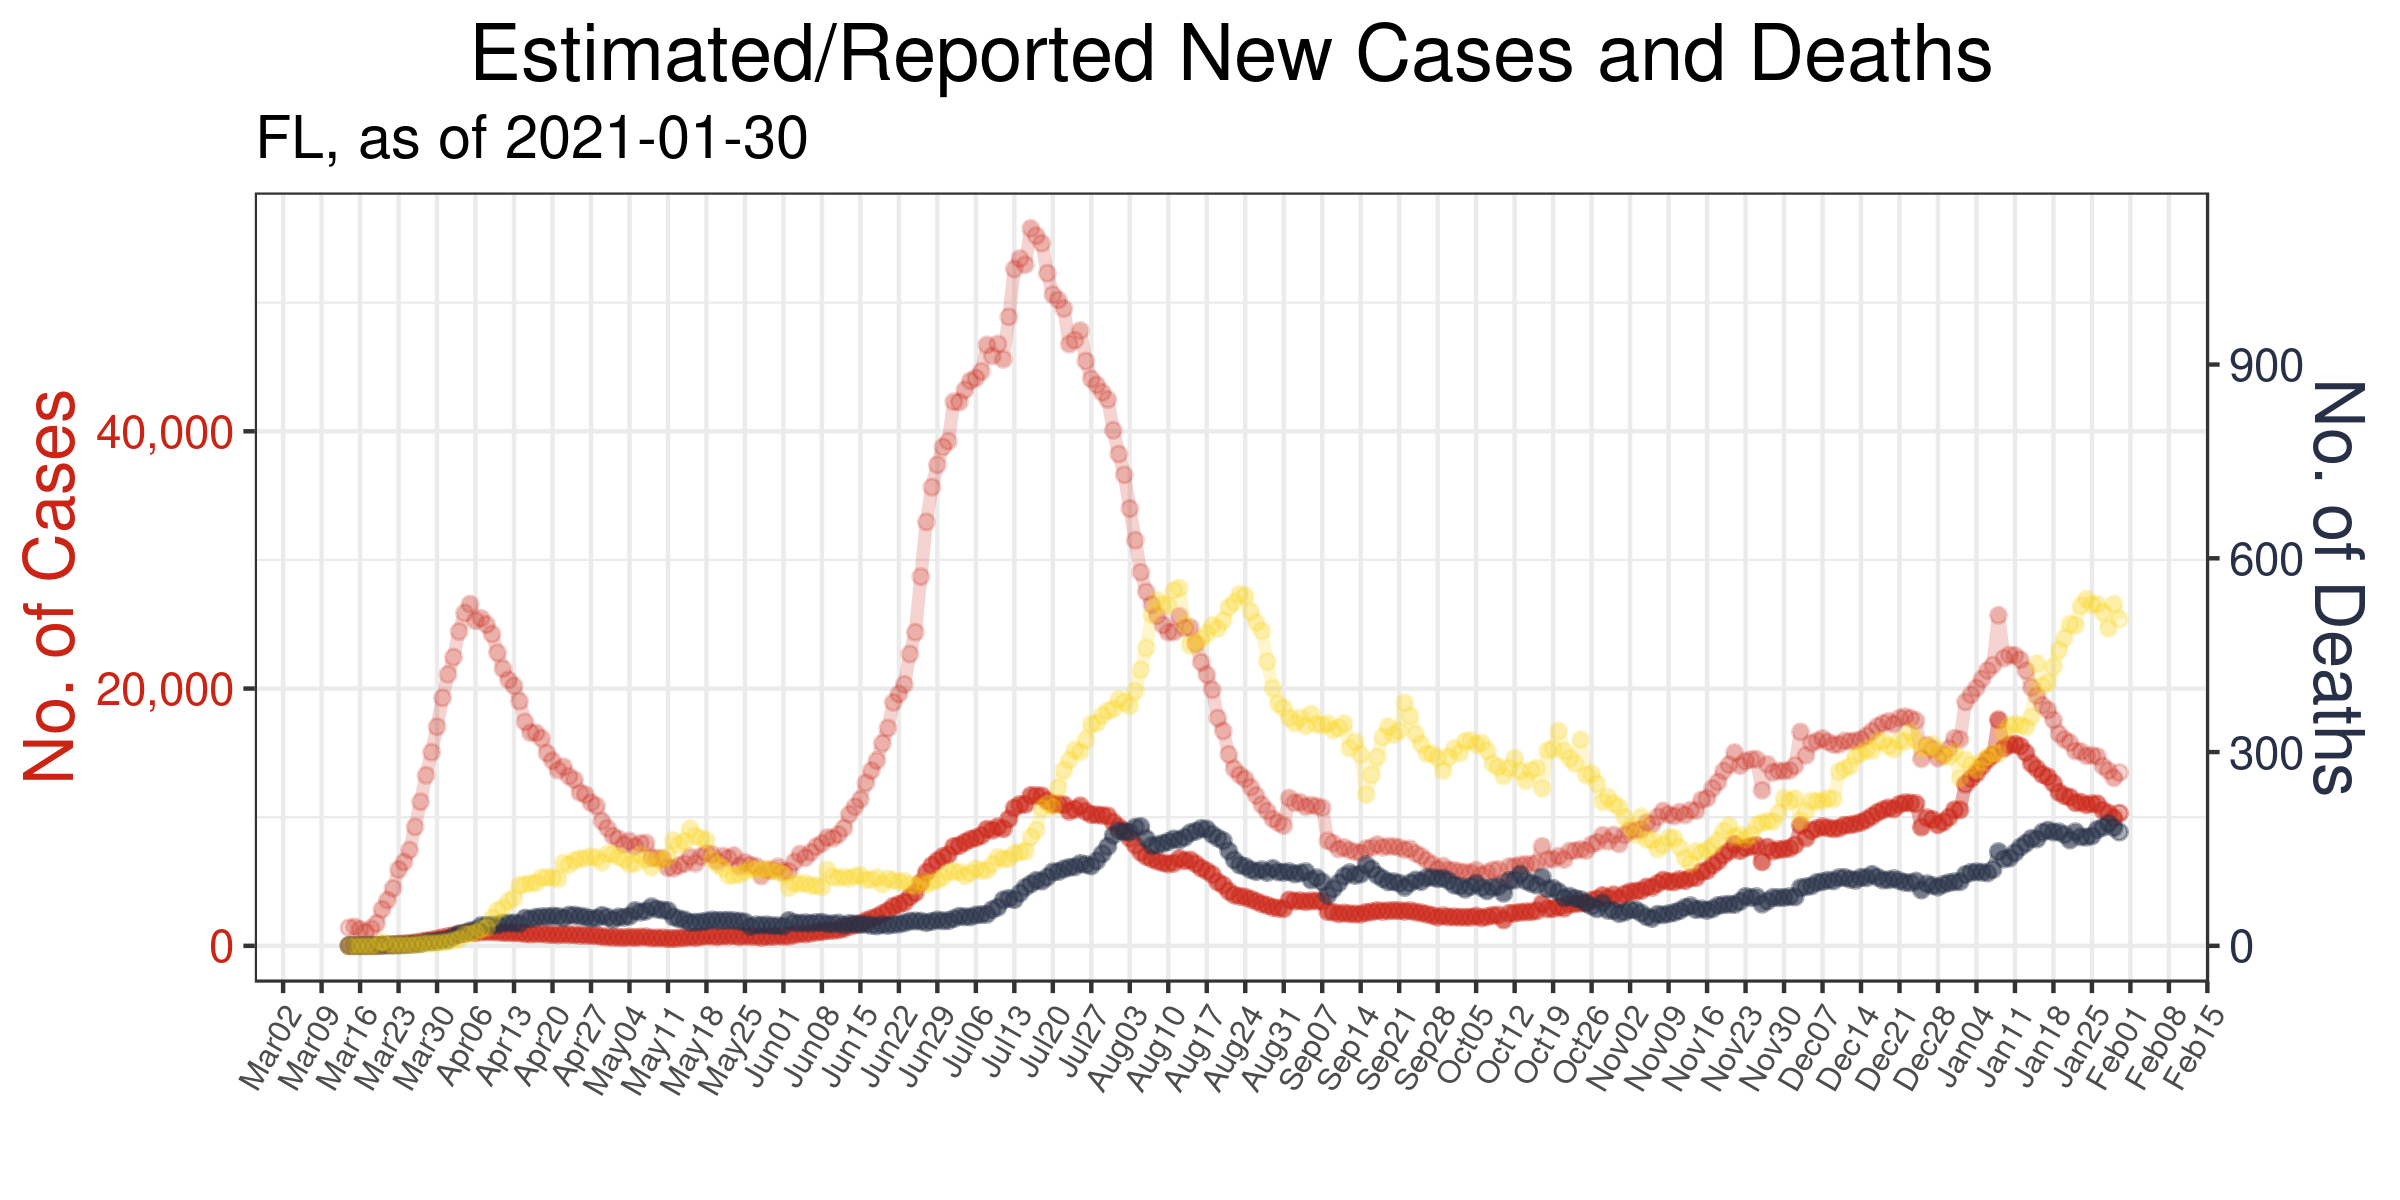 Estimated/Reported New Cases and Deaths
FL, as of 2021-01-30
No. of Cases
40,000
20,000
0
900
600
300
0
No. of Deaths
Mar02
Mar09
Mar16
Mar23
Mar30
Apr06
Apr13
Apr20
Apr27
May04
May11
May18
May25
Jun01
Jun08
Jun15
Jun22
Jun29
Jul06
Jul13
Jul20
Jul27
Aug03
Aug10
Aug17
Aug24
Aug31
Sep07
Sep14
Sep21
Sep28
Oct05
Oct12
Oct19
Oct26
Nov02
Nov09
Nov16
Nov23
Nov30
Dec07
Dec14
Dec21
Dec28
Jan04
Jan11
Jan18
Jan25
Feb01
Feb08
Feb15